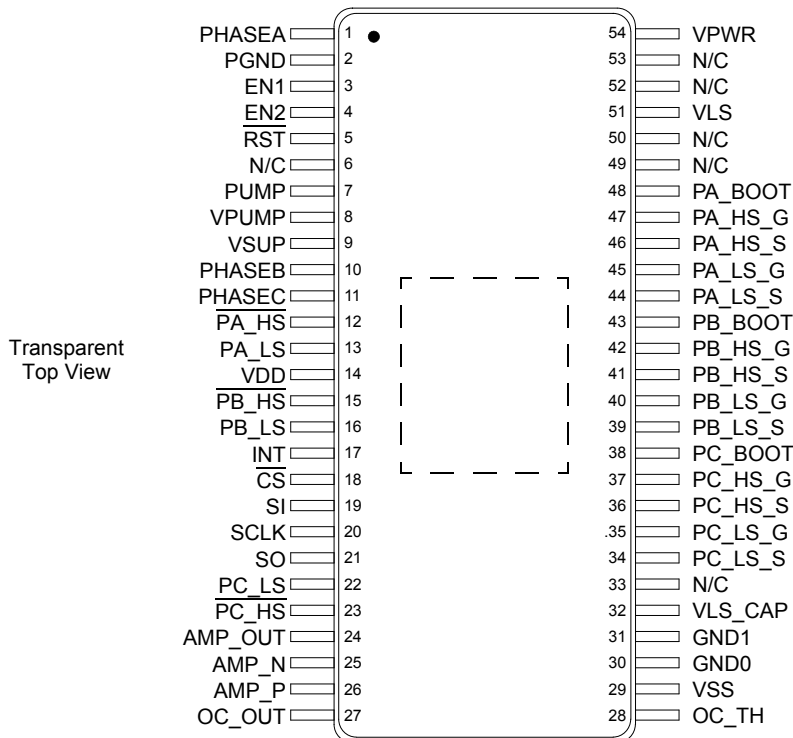 PHASEA 1 54 VPWR
PGND 2 53 N/C
EN1 3 52 N/C
EN2 4 51 VLS
RST 5 50 N/C
N/C 6 49 N/C
PUMP 7 48 PA_BOOT
VPUMP 8 47 PA_HS_G
VSUP 9 46 PA_HS_S
PHASEB 10 45 PA_LS_G
PHASEC 11 44 PA_LS_S
PA_HS 12 43 PB_BOOT
PA_LS 13 42 PB_HS_G
VDD 14 41 PB_HS_S
PB_HS 15 40 PB_LS_G
PB_LS 16 39 PB_LS_S
INT 17 38 PC_BOOT
CS 18 37 PC_HS_G
SI 19 36 PC_HS_S
SCLK 20 .35 PC_LS_G
SO 21 34 PC_LS_S
PC_LS 22 33 N/C
PC_HS 23 32 VLS_CAP
AMP_OUT 24 31 GND1
AMP_N 25 30 GND0
AMP_P 26 29 VSS
OC_OUT 27 28 OC_TH
Transparent
Top View